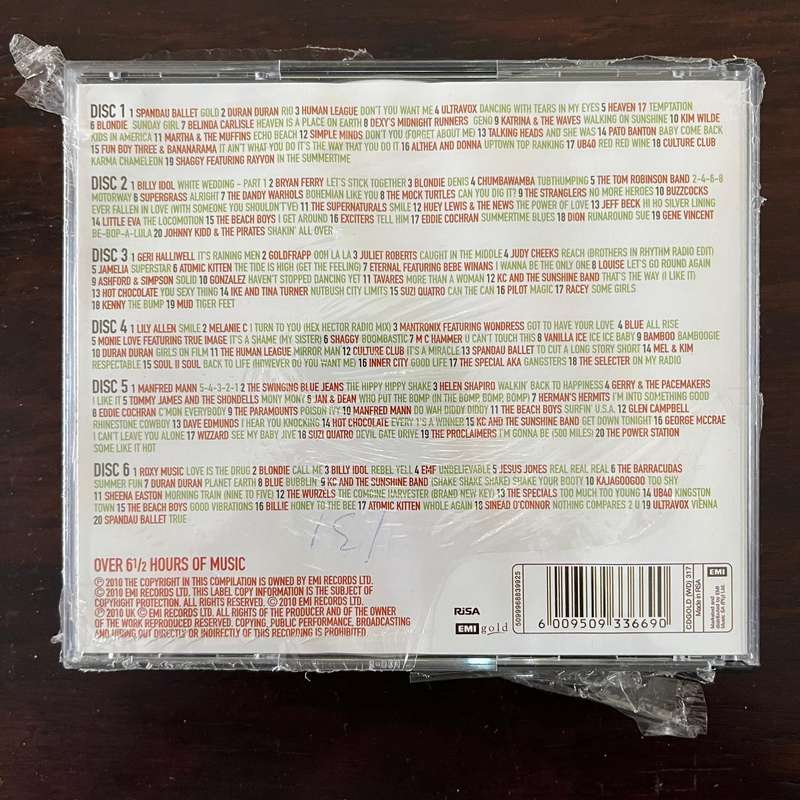 DISC 1 1 SPANDAU BALLET GOLD 2 DURAN DURAN RIO 3 HUMAN LEAGUE DON'T YOU WANT ME 4 ULTRAVOX DANCING WITH TEARS IN MY EYES 5 HEAVEN 17 TEMPTATION
6 BLONDIE SUNDAY GIRL 7 BELINDA CARLISLE HEAVEN IS A PLACE ON EARTH 8 DEXY'S MIDNIGHT RUNNERS GENO 9 KATRINA & THE WAVES WALKING ON SUNSHINE 10 KIM WILDE
KIDS IN AMERICA 11 MARTHA & THE MUFFINS ECHO BEACH 12 SIMPLE MINDS DON'T YOU (FORGET ABOUT ME) 13 TALKING HEADS AND SHE WAS 14 PATO BANTON BABY COME BACK
15 FUN BOY THREE & BANANARAMA IT AIN'T WHAT YOU DO IT'S THE WAY THAT YOU DO IT 16 ALTHEA AND DONNA UPTOWN TOP RANKING 17 UB40 RED RED WINE 18 CULTURE CLUB
KARMA CHAMELEON 19 SHAGGY FEATURING RAYVON IN THE SUMMERTIME
DISC 2 1 BILLY IDOL WHITE WEDDING - PART 1 2 BRYAN FERRY LET'S STICK TOGETHER 3 BLONDIE DENIS 4 CHUMBAWAMBA TUBTHUMPING 5 THE TOM ROBINSON BAND 2-4-6-8
MOTORWAY 6 SUPERGRASS ALRIGHT 7 THE DANDY WARHOLS BOHEMIAN LIKE YOU 8 THE MOCK TURTLES CAN YOU DIG IT? 9 THE STRANGLERS NO MORE HEROES 10 BUZZCOCKS
EVER FALLEN IN LOVE (WITH SOMEONE YOU SHOULDN'T'VE) 11 THE SUPERNATURALS SMILE 12 HUEY LEWIS & THE NEWS THE POWER OF LOVE 13 JEFF BECK HI HO SILVER LINING
14 LITTLE EVA THE LOCOMOTION 15 THE BEACH BOYS I GET AROUND 16 EXCITERS TELL HIM 17 EDDIE COCHRAN SUMMERTIME BLUES 18 DION RUNAROUND SUE 19 GENE VINCENT
BE-BOP-A-LULA 20 JOHNNY KIDD & THE PIRATES SHAKIN' ALL OVER
DISC 3 1 GERI HALLIWELL IT'S RAINING MEN 2 GOLDFRAPP OOH LA LA 3 JULIET ROBERTS CAUGHT IN THE MIDDLE 4 JUDY CHEEKS REACH (BROTHERS IN RHYTHM RADIO EDIT)
5 JAMELIA SUPERSTAR 6 ATOMIC KITTEN THE TIDE IS HIGH (GET THE FEELING) 7 ETERNAL FEATURING BEBE WINANS I WANNA BE THE ONLY ONE 8 LOUISE LET'S GO ROUND AGAIN
9 ASHFORD & SIMPSON SOLID 10 GONZALEZ HAVEN'T STOPPED DANCING YET 11 TAVARES MORE THAN A WOMAN 12 KC AND THE SUNSHINE BAND THAT'S THE WAY (I LIKE IT)
13 HOT CHOCOLATE YOU SEXY THING 14 IKE AND TINA TURNER NUTBUSH CITY LIMITS 15 SUZI QUATRO CAN THE CAN 16 PILOT MAGIC 17 RACEY SOME GIRLS
18 KENNY THE BUMP 19 MUD TIGER FEET
DISC 4 1 LILY ALLEN SMILE 2 MELANIE C I TURN TO YOU (HEX HECTOR RADIO MIX) 3 MANTRONIX FEATURING WONDRESS GOT TO HAVE YOUR LOVE 4 BLUE ALL RISE
5 MONIE LOVE FEATURING TRUE IMAGE IT'S A SHAME (MY SISTER) 6 SHAGGY BOOMBASTIC 7 M C HAMMER U CAN'T TOUCH THIS 8 VANILLA ICE ICE ICE BABY 9 BAMBOO BAMBOOGIE
10 DURAN DURAN GIRLS ON FILM 11 THE HUMAN LEAGUE MIRROR MAN 12 CULTURE CLUB IT'S A MIRACLE 13 SPANDAU BALLET TO CUT A LONG STORY SHORT 14 MEL & KIM
RESPECTABLE 15 SOUL II SOUL BACK TO LIFE (HOWEVER DO YOU WANT ME) 16 INNER CITY GOOD LIFE 17 THE SPECIAL AKA GANGSTERS 18 THE SELECTER ON MY RADIO
DISC 5 1 MANFRED MANN 5-4-3-2-1 2 THE SWINGING BLUE JEANS THE HIPPY HIPPY SHAKE 3 HELEN SHAPIRO WALKIN' BACK TO HAPPINESS 4 GERRY & THE PACEMAKERS
I LIKE IT 5 TOMMY JAMES AND THE SHONDELLS MONY MONY 6 JAN & DEAN WHO PUT THE BOMP (IN THE BOMP, BOMP, BOMP) 7 HERMAN'S HERMITS I'M INTO SOMETHING GOOD
8 EDDIE COCHRAN C'MON EVERYBODY 9 THE PARAMOUNTS POISON IVY 10 MANFRED MANN DO WAH DIDDY DIDDY 11 THE BEACH BOYS SURFIN' U.S.A. 12 GLEN CAMPBELL
RHINESTONE COWBOY 13 DAVE EDMUNDS I HEAR YOU KNOCKING 14 HOT CHOCOLATE EVERY 1'S A WINNER 15 KC AND THE SUNSHINE BAND GET DOWN TONIGHT 16 GEORGE MCCRAE
I CAN'T LEAVE YOU ALONE 17 WIZZARD SEE MY BABY JIVE 18 SUZI QUATRO DEVIL GATE DRIVE 19 THE PROCLAIMERS I'M GONNA BE (500 MILES) 20 THE POWER STATION
SOME LIKE IT HOT
DISC 6 1 ROXY MUSIC LOVE IS THE DRUG 2 BLONDIE CALL ME 3 BILLY IDOL REBEL YELL 4 EMF UNBELIEVABLE 5 JESUS JONES REAL REAL REAL 6 THE BARRACUDAS
SUMMER FUN 7 DURAN DURAN PLANET EARTH 8 BLUE BUBBLIN' 9 KC AND THE SUNSHINE BAND (SHAKE SHAKE SHAKE) SHAKE YOUR BOOTY 10 KAJAGOOGOO TOO SHY
11 SHEENA EASTON MORNING TRAIN (NINE TO FIVE) 12 THE WURZELS THE COMBINE HARVESTER (BRAND NEW KEY) 13 THE SPECIALS TOO MUCH TOO YOUNG 14 UB40 KINGSTON
TOWN 15 THE BEACH BOYS GOOD VIBRATIONS 16 BILLIE HONEY TO THE BEE 17 ATOMIC KITTEN WHOLE AGAIN 18 SINEAD O'CONNOR NOTHING COMPARES 2 U 19 ULTRAVOX VIENNA
20 SPANDAU BALLET TRUE
131
OVER 6 1/2 HOURS OF MUSIC
℗ 2010 THE COPYRIGHT IN THIS COMPILATION IS OWNED BY EMI RECORDS LTD.
© 2010 EMI RECORDS LTD. THIS LABEL COPY INFORMATION IS THE SUBJECT OF
COPYRIGHT PROTECTION. ALL RIGHTS RESERVED. © 2010 EMI RECORDS LTD.
℗ 2010 UK © EMI RECORDS LTD. ALL RIGHTS OF THE PRODUCER AND OF THE OWNER
OF THE WORK REPRODUCED RESERVED. COPYING, PUBLIC PERFORMANCE, BROADCASTING
AND HIRING OUT DIRECTLY OR INDIRECTLY OF THIS RECORDING IS PROHIBITED.
RiSA
EMI gold
5099968839925
6 009509 336690
CDGOLD (WD) 317
Made in RSA
EMI
Marketed and
distributed by EMI
Music SA (Pty) Ltd.